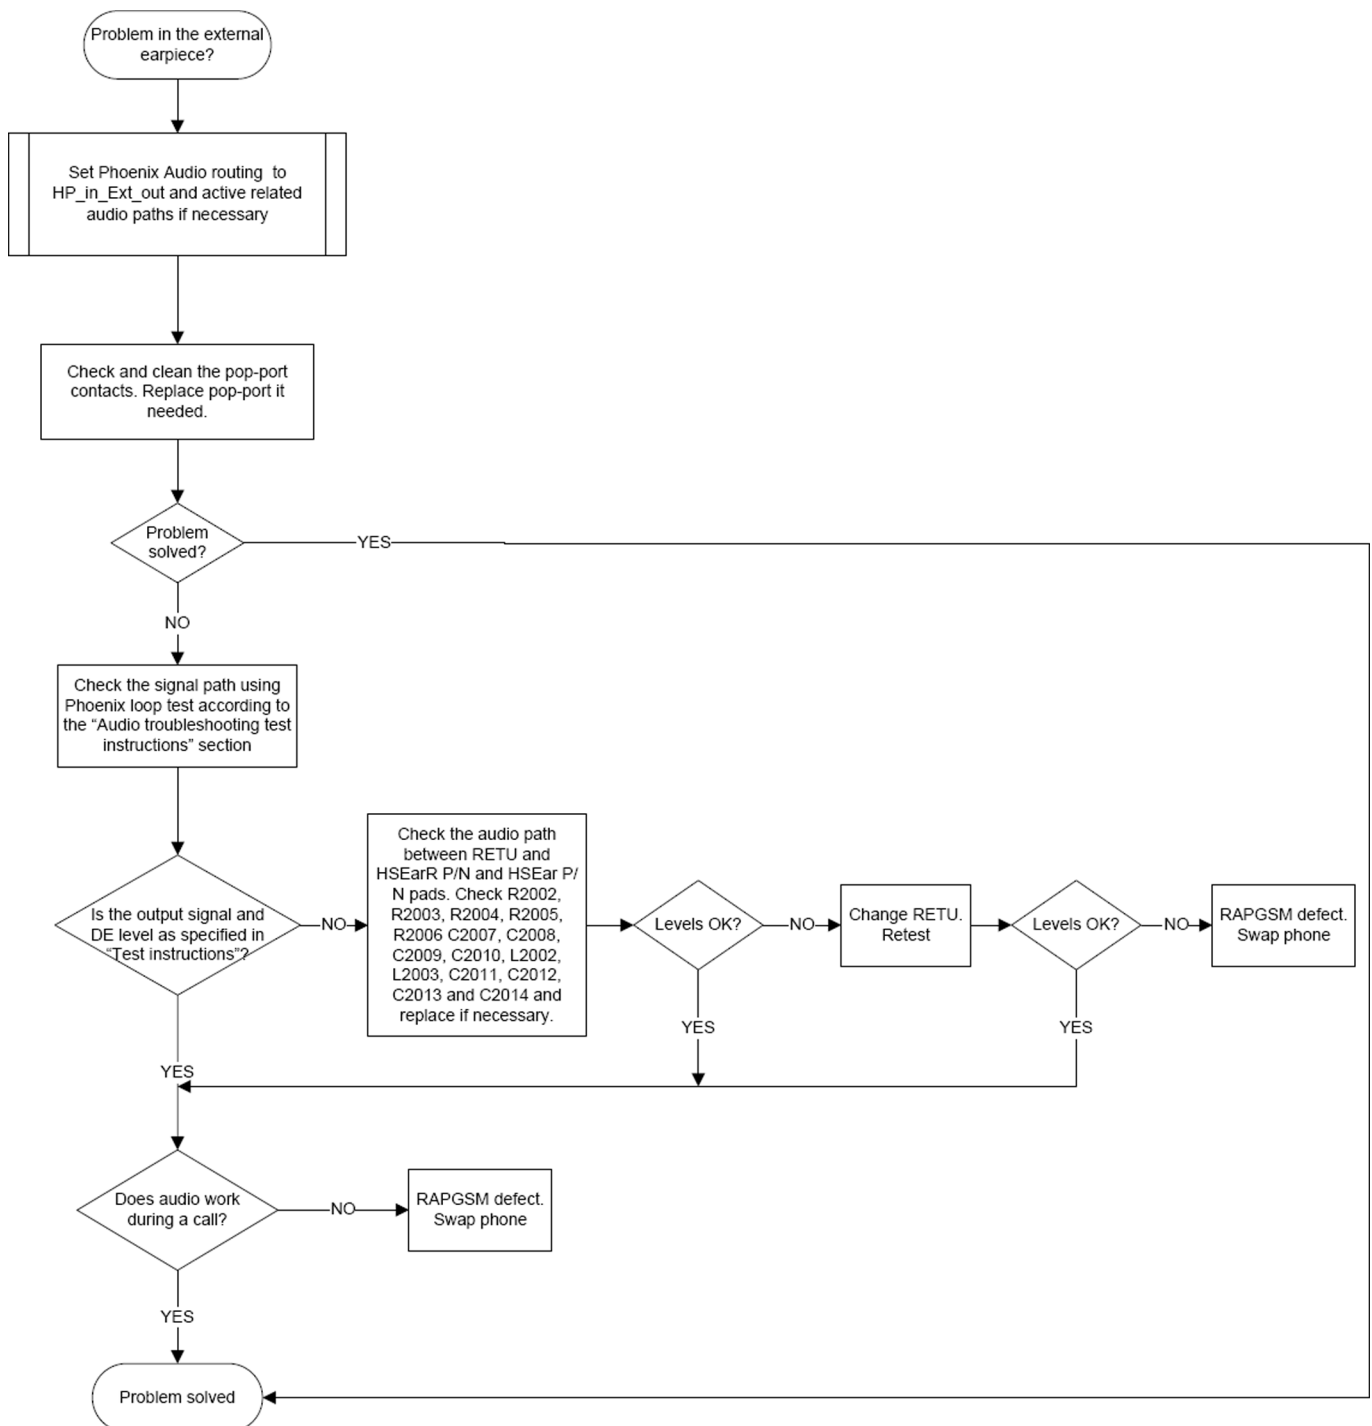 Problem in the external
earpiece?
Set Phoenix Audio routing to
HP_in_Ext_out and active related
audio paths if necessary
Check and clean the pop-port
contacts. Replace pop-port it
needed.
Problem
solved?
YES
NO
Check the signal path using
Phoenix loop test according to
the “Audio troubleshooting test
instructions” section
Is the output signal and
DE level as specified in
“Test instructions”?
NO
Check the audio path
between RETU and
HSEarR P/N and HSEar P/
N pads. Check R2002,
R2003, R2004, R2005,
R2006 C2007, C2008,
C2009, C2010, L2002,
L2003, C2011, C2012,
C2013 and C2014 and
replace if necessary.
Levels OK?
NO
Change RETU.
Retest
Levels OK?
NO
RAPGSM defect.
Swap phone
YES
YES
YES
Does audio work
during a call?
NO
RAPGSM defect.
Swap phone
YES
Problem solved